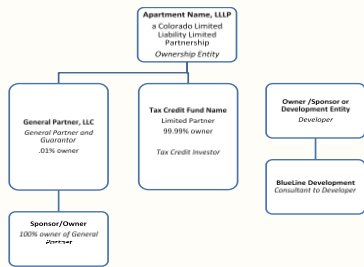 Apartment Name, LLLP
a Colorado Limited
Liability Limited
Partnership
Ownership Entity
General Partner, LLC
General Partner and
Guarantor
.01% owner
Tax Credit Fund Name
Limited Partner
99.99% owner
Tax Credit Investor
Owner /Sponsor or
Development Entity
Developer
BlueLine Development
Consultant to Developer
Sponsor/Owner
100% owner of General
Partner